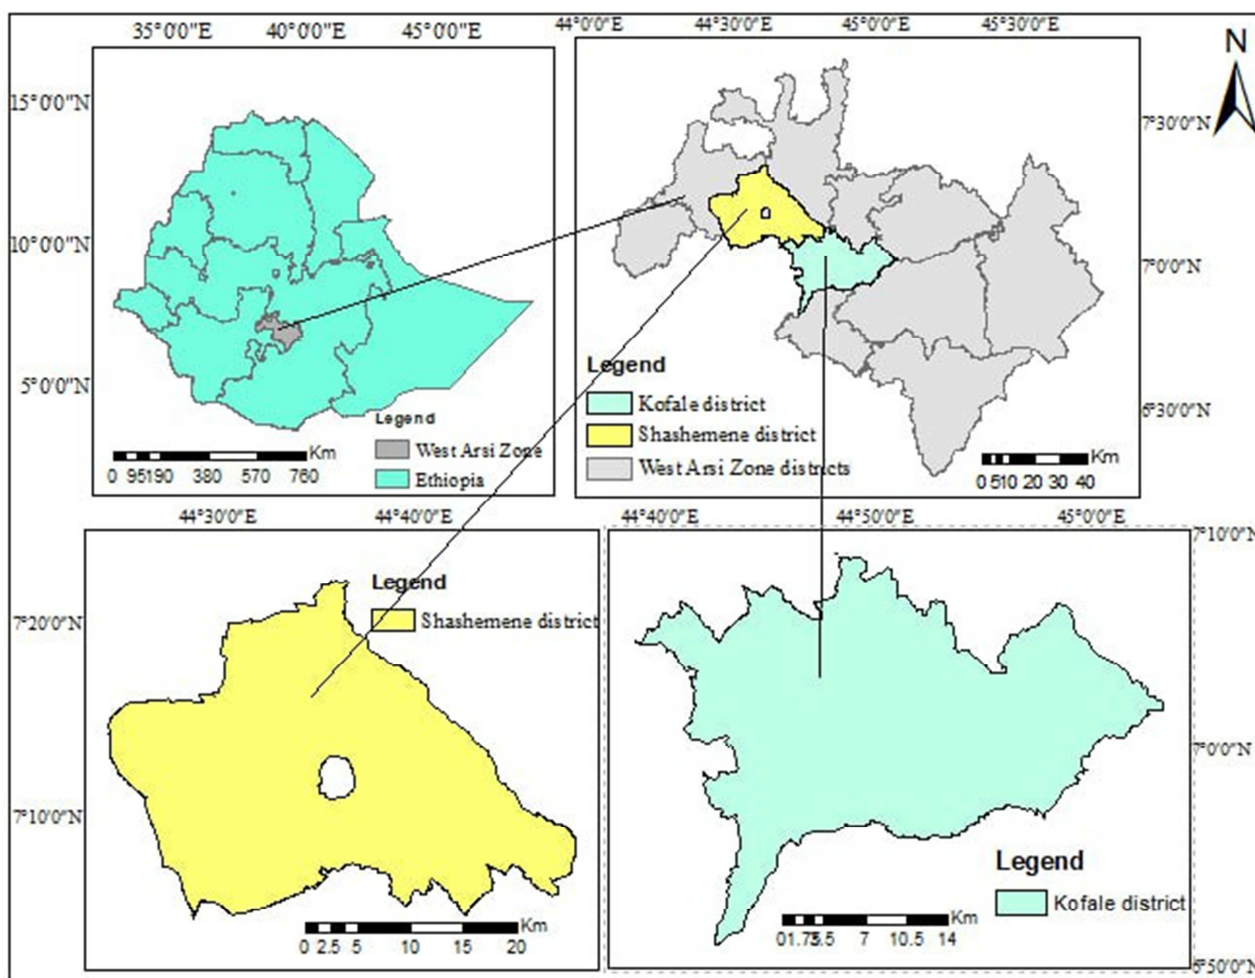 35°0'0"E 40°0'0"E 45°0'0"E
15°0'0"N
10°0'0"N
5°0'0"N
Legend
West Arsi Zone
Ethiopia
Km
0 95190 380 570 760
44°0'0"E 44°30'0"E 45°0'0"E 45°30'0"E
N
7°30'0"N
7°0'0"N
6°30'0"N
Legend
Kofale district
Shashemene district
West Arsi Zone districts
Km
0 510 20 30 40
44°30'0"E 44°40'0"E
7°20'0"N
7°10'0"N
Legend
Shashemene district
Km
0 2.5 5 10 15 20
44°40'0"E 44°50'0"E 45°0'0"E
7°10'0"N
7°0'0"N
6°50'0"N
Legend
Kofale district
Km
01.753.5 7 10.5 14